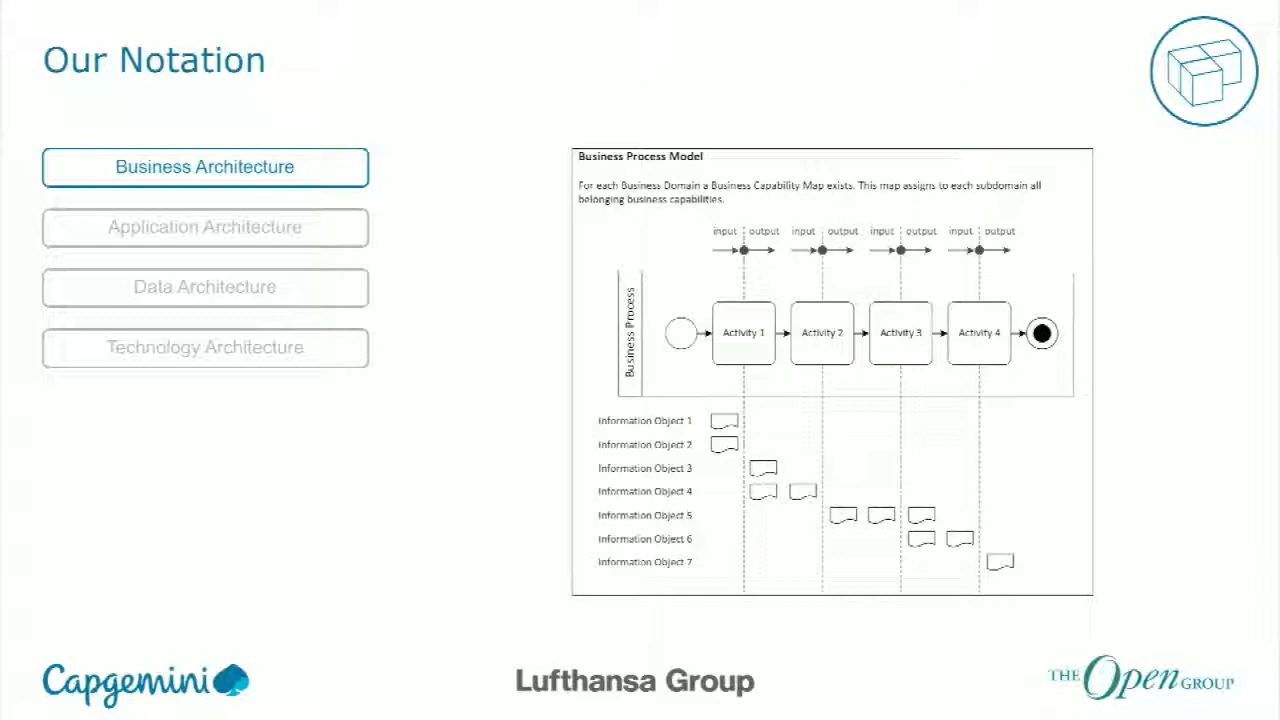 Our Notation
Business Architecture
Application Architecture
Data Architecture
Technology Architecture
Business Process Model
For each Business Domain a Business Capability Map exists. This map assigns to each subdomain all
belonging business capabilities.
input output input output input output input output
Business Process
Activity 1 Activity 2 Activity 3 Activity 4
Information Object 1
Information Object 2
Information Object 3
Information Object 4
Information Object 5
Information Object 6
Information Object 7
Capgemini
Lufthansa Group
THE Open GROUP